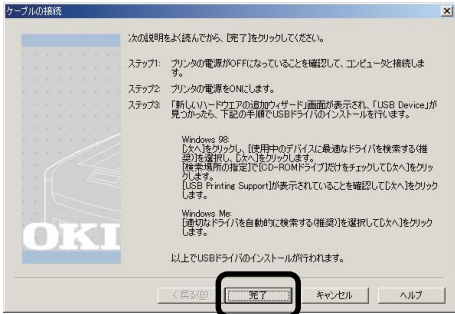 ケーブルの接続
次の説明をよく読んでから、[完了]をクリックしてください。
ステップ1: プリンタの電源がOFFになっていることを確認して、コンピュータと接続しま
す。
ステップ2: プリンタの電源をONにします。
ステップ3: 「新しいハードウエアの追加ウィザード」画面が表示され、「USB Device」が
見つかったら、下記の手順でUSBドライバのインストールを行います。
Windows 98:
[次へ]をクリックし、[使用中のデバイスに最適なドライバを検索する(推
奨)]を選択し、[次へ]をクリックします。
[検索場所の指定]で[CD-ROMドライブ]だけをチェックして[次へ]をクリッ
クします。
[USB Printing Support]が表示されていることを確認して[次へ]をクリック
します。
Windows Me:
[適切なドライバを自動的に検索する(推奨)]を選択して[次へ]をクリック
します。
以上でUSBドライバのインストールが行われます。
OKI
< 戻る(B) 完了 キャンセル ヘルプ